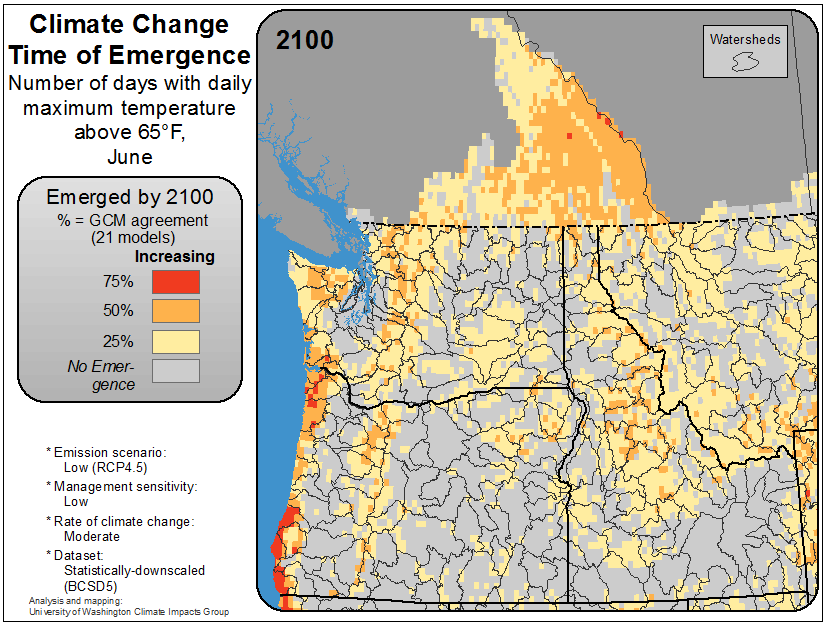 Climate Change
Time of Emergence
Number of days with daily
maximum temperature
above 65°F,
June
Emerged by 2100
% = GCM agreement
(21 models)
Increasing
75%
50%
25%
No Emer-
gence
* Emission scenario:
Low (RCP4.5)
* Management sensitivity:
Low
* Rate of climate change:
Moderate
* Dataset:
Statistically-downscaled
(BCSD5)
Analysis and mapping:
University of Washington Climate Impacts Group
2100
Watersheds